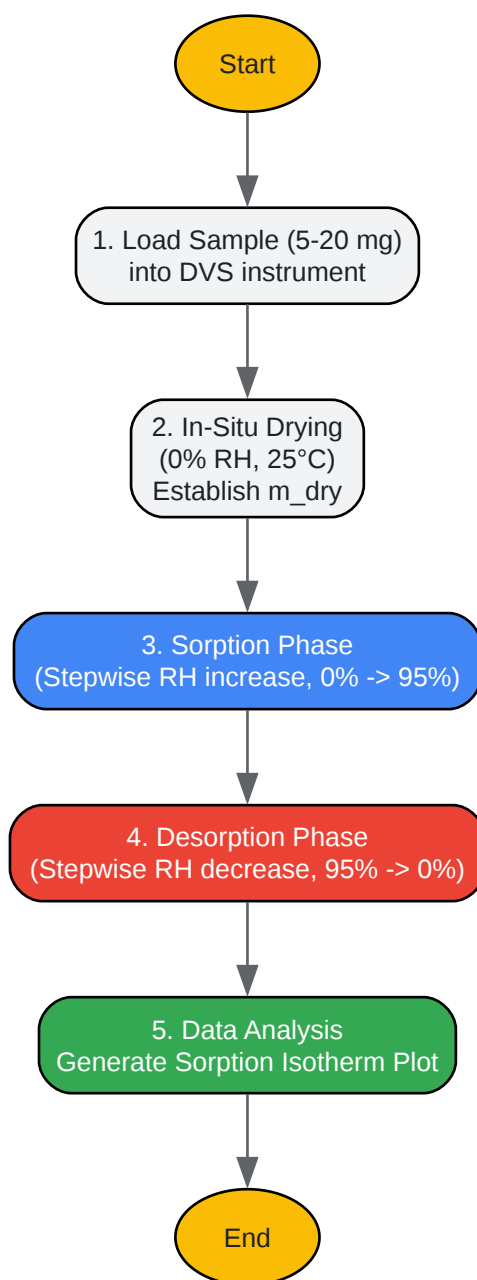 Start
1. Load Sample (5-20 mg)
into DVS instrument
2. In-Situ Drying
(0% RH, 25°C)
Establish m_dry
3. Sorption Phase
(Stepwise RH increase, 0% -> 95%)
4. Desorption Phase
(Stepwise RH decrease, 95% -> 0%)
5. Data Analysis
Generate Sorption Isotherm Plot
End